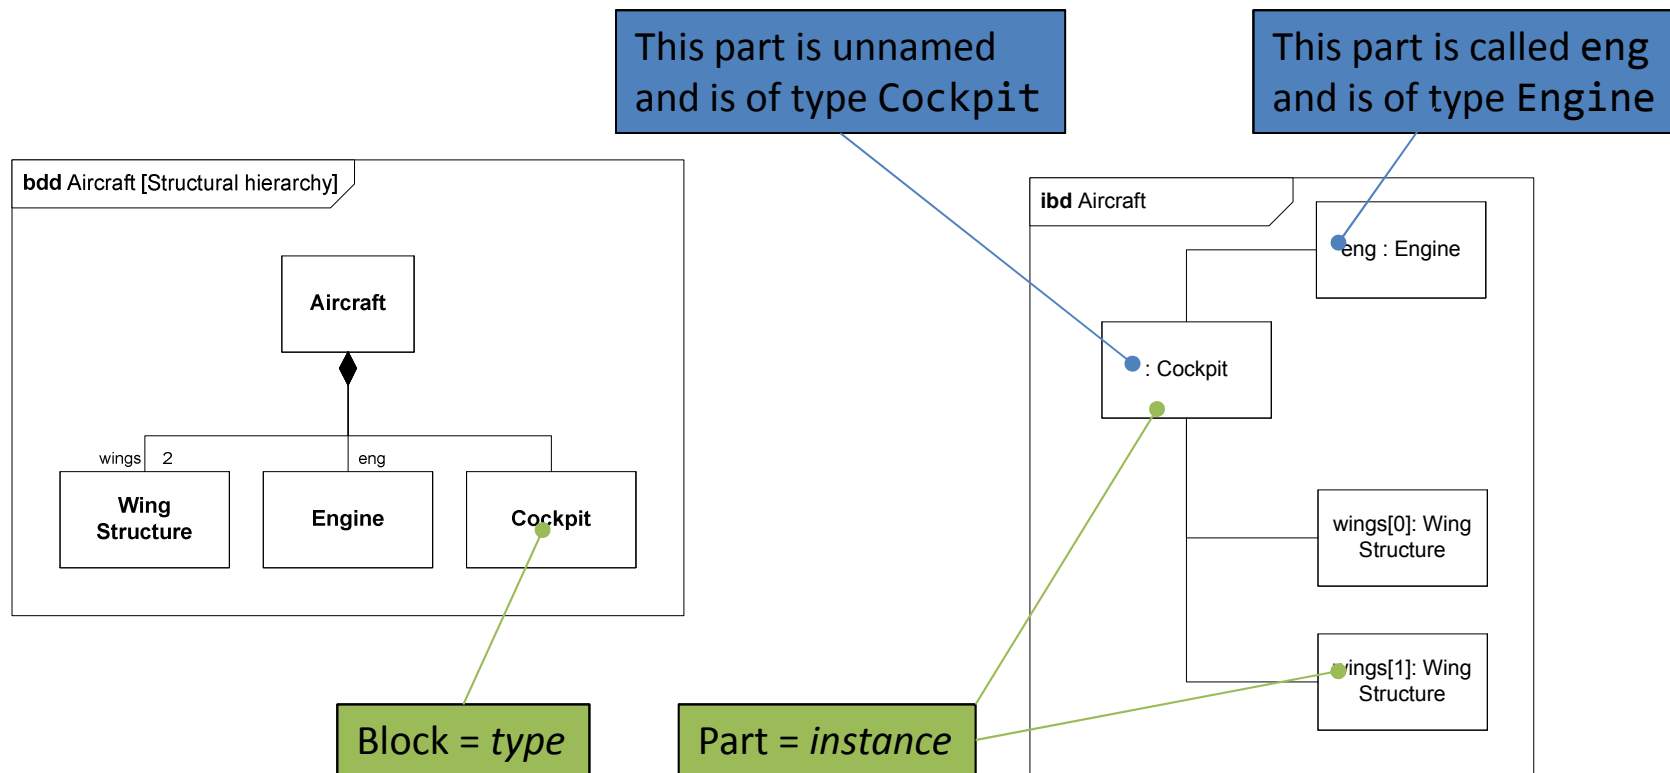 This part is unnamed
and is of type Cockpit
This part is called eng
and is of type Engine
bdd Aircraft [Structural hierarchy]
Aircraft
wings 2
eng
Wing
Structure
Engine
Cockpit
ibd Aircraft
eng : Engine
: Cockpit
wings[0]: Wing
Structure
wings[1]: Wing
Structure
Block = type
Part = instance